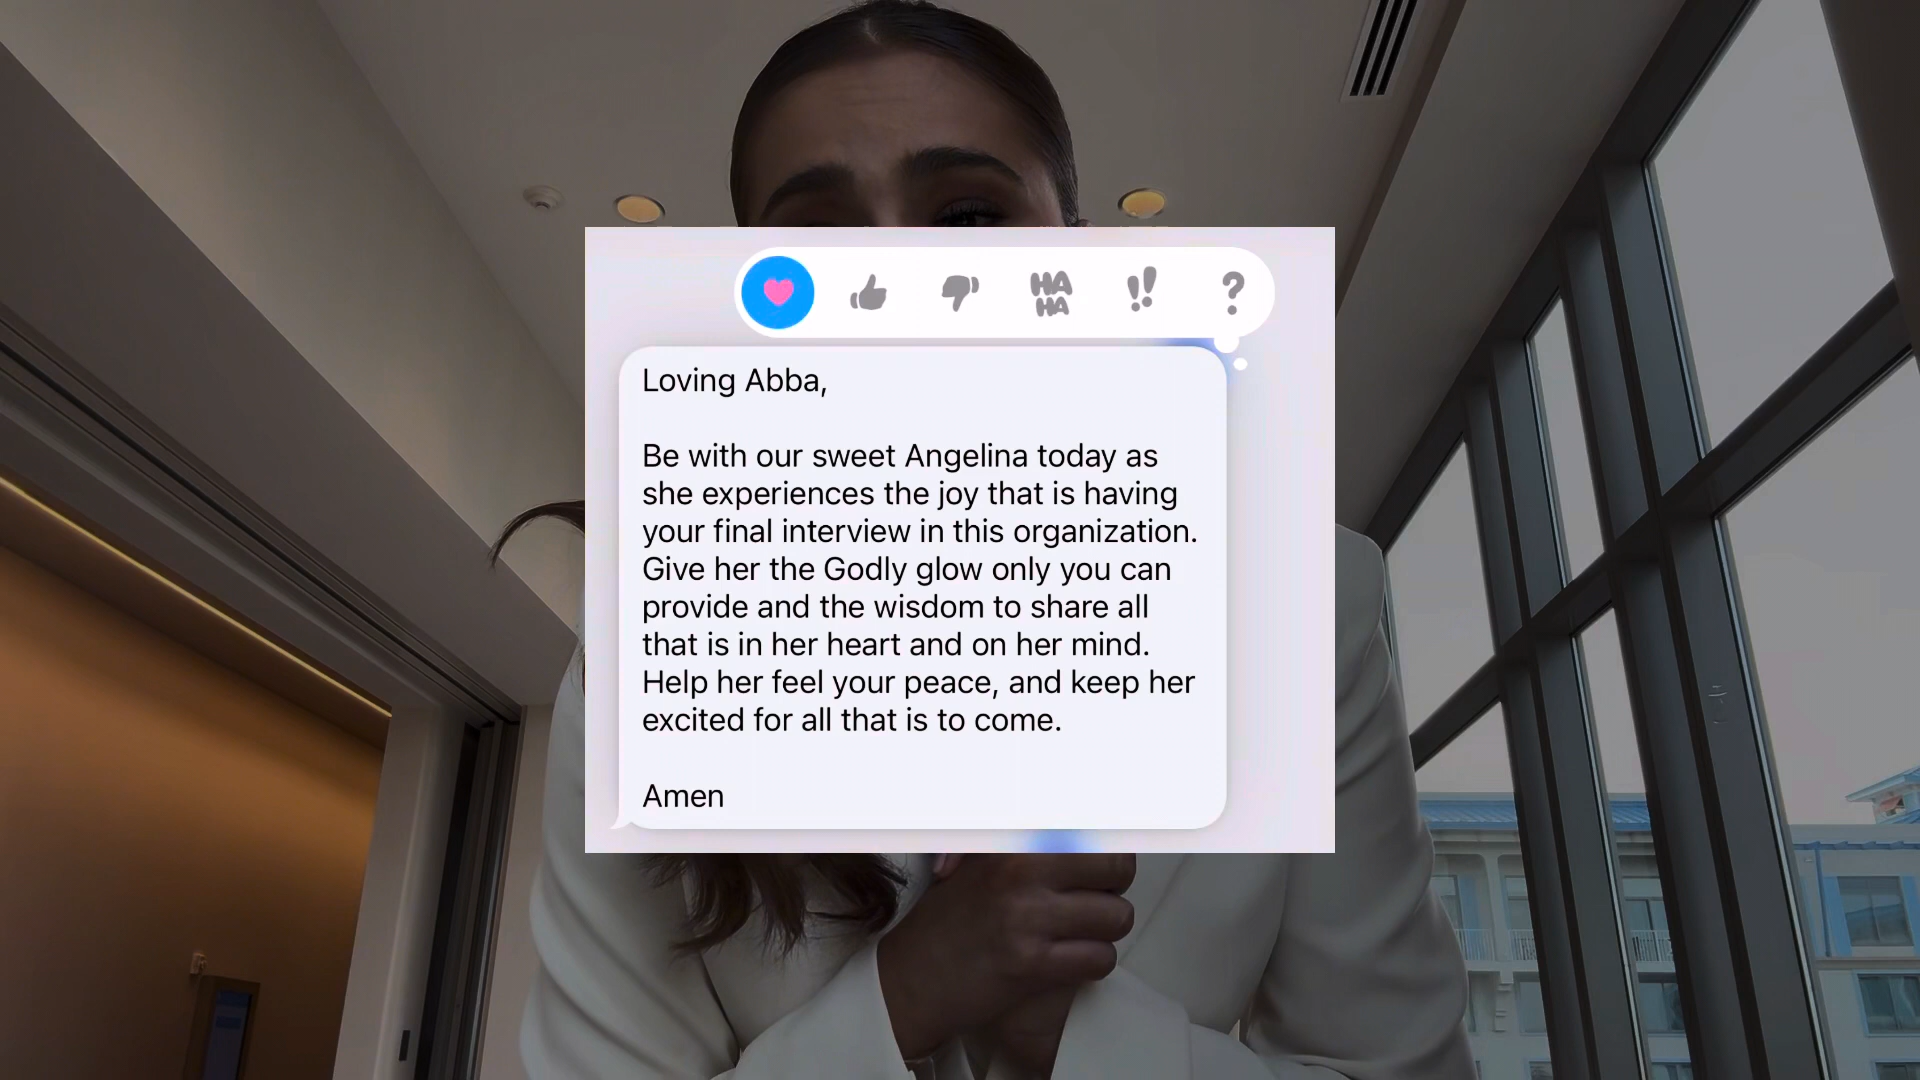 HA
HA
!!
?
Loving Abba,
Be with our sweet Angelina today as
she experiences the joy that is having
your final interview in this organization.
Give her the Godly glow only you can
provide and the wisdom to share all
that is in her heart and on her mind.
Help her feel your peace, and keep her
excited for all that is to come.
Amen